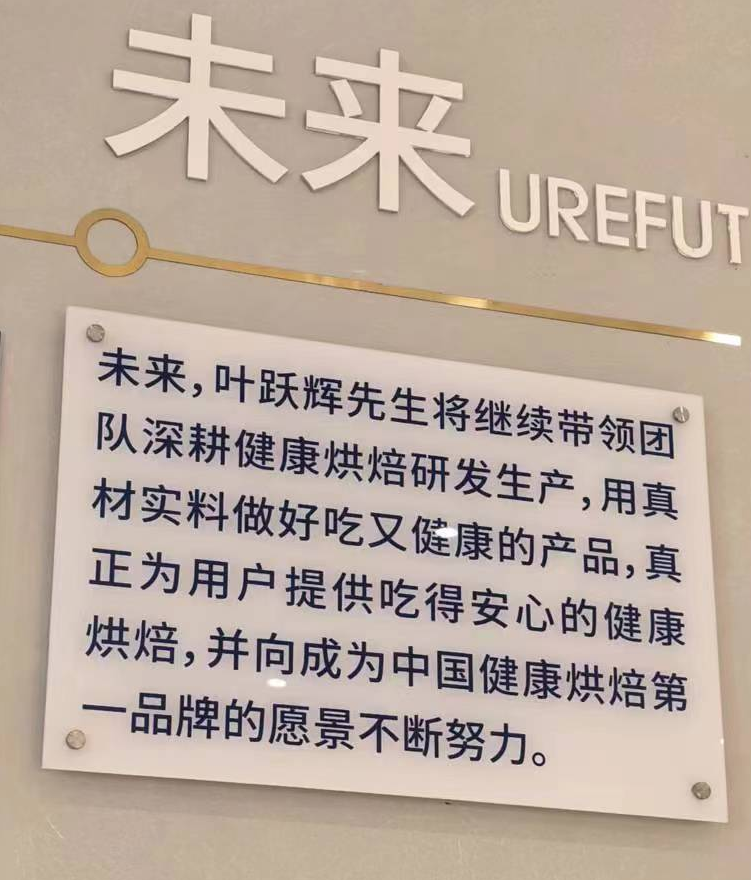 未来
UREFUT
未来,叶跃辉先生将继续带领团
队深耕健康烘焙研发生产,用真
材实料做好吃又健康的产品,真
正为用户提供吃得安心的健康
烘焙,并向成为中国健康烘焙第
一品牌的愿景不断努力。